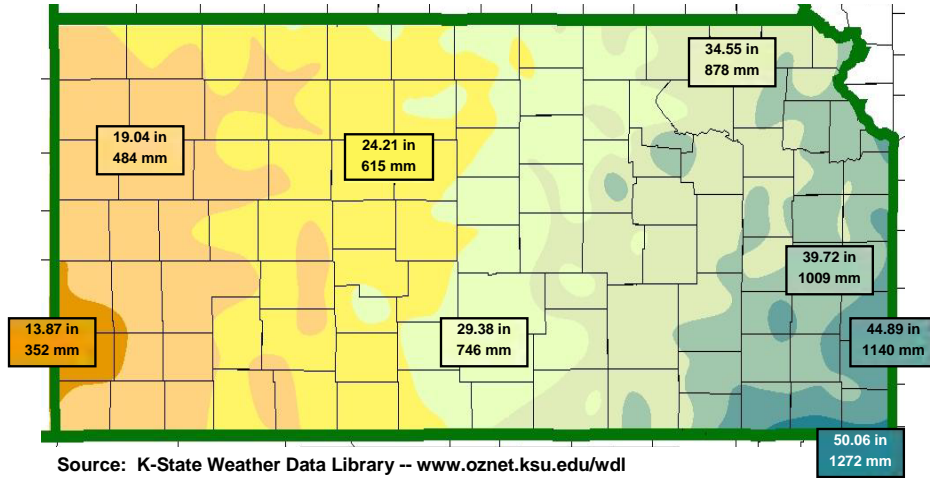 34.55 in
878 mm
19.04 in
484 mm
24.21 in
615 mm
39.72 in
1009 mm
13.87 in
352 mm
29.38 in
746 mm
44.89 in
1140 mm
50.06 in
1272 mm
Source: K-State Weather Data Library -- www.oznet.ksu.edu/wdl